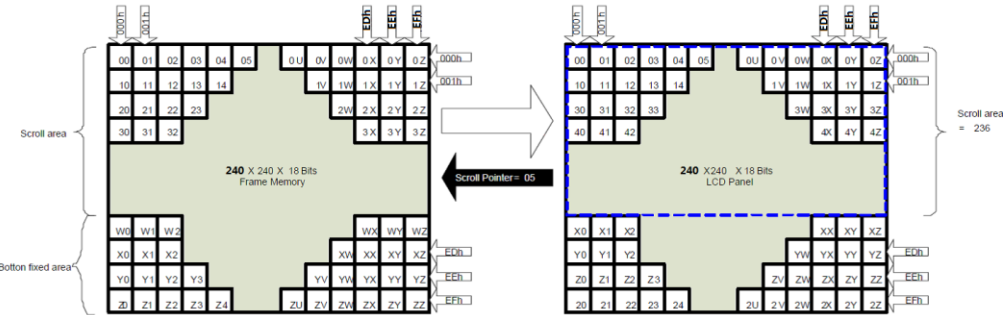 000h 001h EDh EEh EFh 000h 001h EDh EEh EFh
00 01 02 03 04 05 0U 0V 0W 0X 0Y 0Z 000h 00 01 02 03 04 05 0U 0V 0W 0X 0Y 0Z 000h
10 11 12 13 14 1V 1W 1X 1Y 1Z 001h 10 11 12 13 14 1V 1W 1X 1Y 1Z 001h
20 21 22 23 2W 2X 2Y 2Z 30 31 32 33 3W 3X 3Y 3Z
Scroll area 30 31 32 3X 3Y 3Z 40 41 42 4X 4Y 4Z Scroll area
= 236
240 X 240 X 18 Bits 240 X240 X 18 Bits
Frame Memory Scroll Pointer= 05 LCD Panel
W0 W1 W2 WX WY WZ X0 X1 X2 XX XY XZ
X0 X1 X2 XW XX XY XZ EDh Y0 Y1 Y2 YW YX YY YZ EDh
Botton fixed area Y0 Y1 Y2 Y3 YV YW YX YY YZ EEh Z0 Z1 Z2 Z3 ZV ZW ZX ZY ZZ EEh
Z0 Z1 Z2 Z3 Z4 ZU ZV ZW ZX ZY ZZ EFh 20 21 22 23 24 2U 2V 2W 2X 2Y 2Z EFh